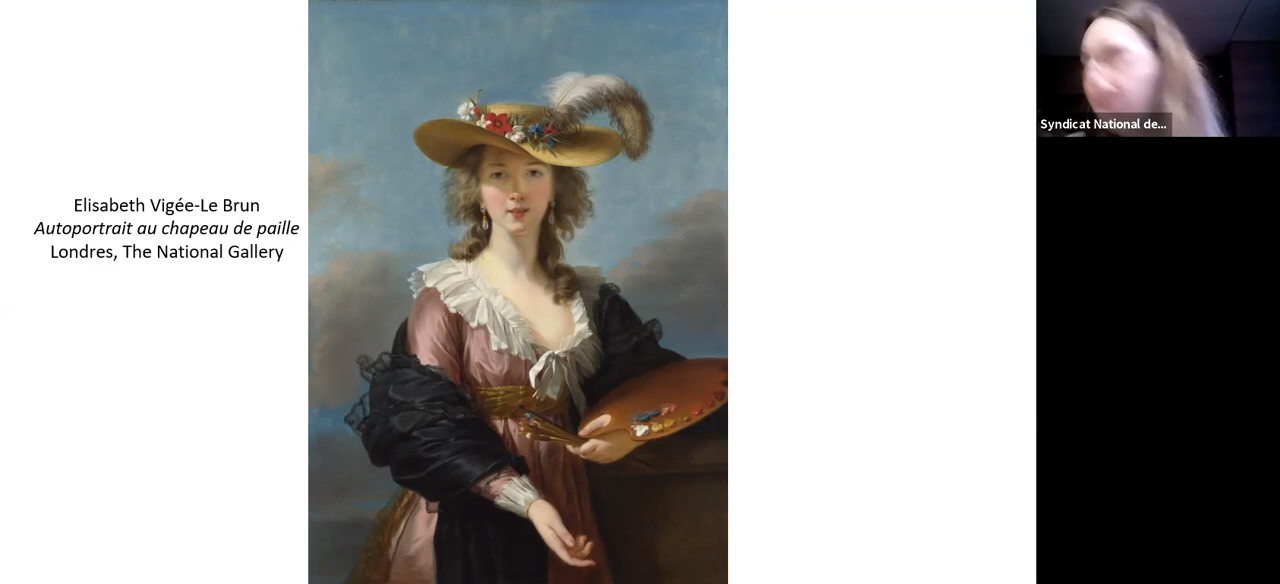 Elisabeth Vigée-Le Brun
Autoportrait au chapeau de paille
Londres, The National Gallery
Syndicat National de...